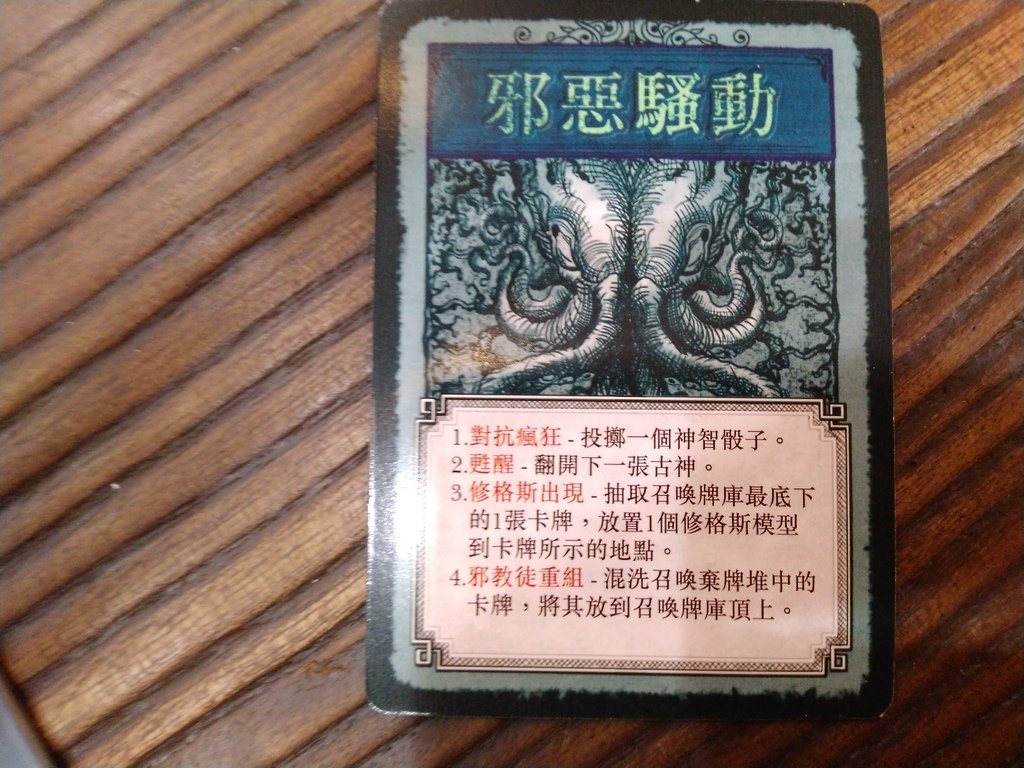 邪惡騷動
1.對抗瘋狂 - 投擲一個神智骰子。
2.甦醒 - 翻開下一張古神。
3.修格斯出現 - 抽取召喚牌庫最底下
的1張卡牌，放置1個修格斯模型
到卡牌所示的地點。
4.邪教徒重組 - 混洗召喚棄牌堆中的
卡牌，將其放到召喚牌庫頂上。